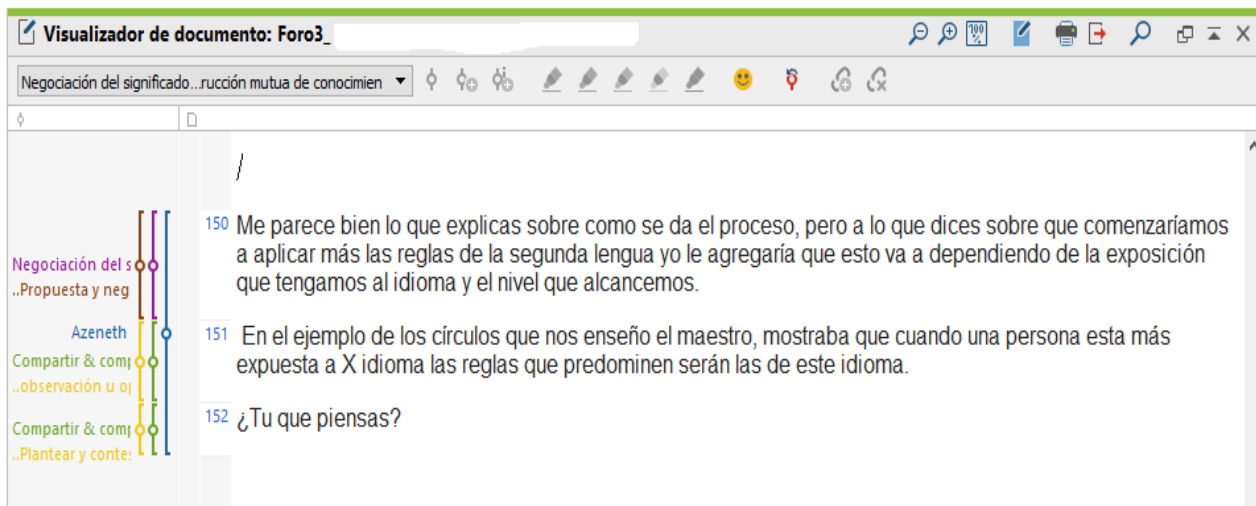 Visualizador de documento: Foro3_
Negociación del significado...rucción mutua de conocimien
/
150 Me parece bien lo que explicas sobre como se da el proceso, pero a lo que dices sobre que comenzaríamos
a aplicar más las reglas de la segunda lengua yo le agregaría que esto va a dependiendo de la exposición
que tengamos al idioma y el nivel que alcancemos.
Negociación del s
..Propuesta y neg
Azeneth
151 En el ejemplo de los círculos que nos enseño el maestro, mostraba que cuando una persona esta más
expuesta a X idioma las reglas que predominen serán las de este idioma.
Compartir & comp
..observación u op
152 ¿Tu que piensas?
Compartir & comp
..Plantear y contes